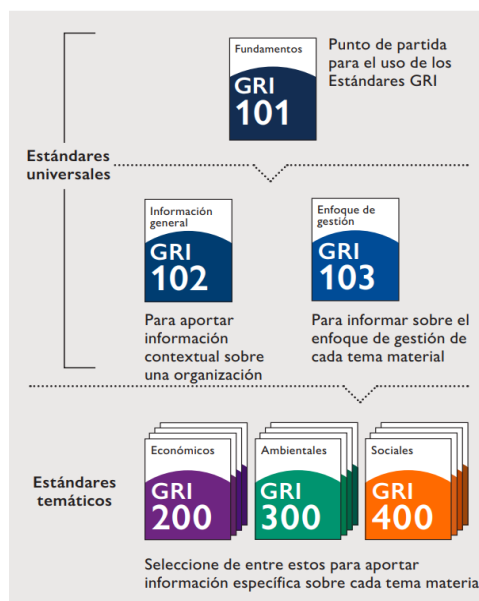 Fundamentos
GRI
101
Punto de partida
para el uso de los
Estándares GRI
Estándares
universales
Información
general
GRI
102
Para aportar
información
contextual sobre
una organización
Enfoque de
gestión
GRI
103
Para informar sobre el
enfoque de gestión de
cada tema material
Estándares
temáticos
Económicos
GRI
200
Ambientales
GRI
300
Sociales
GRI
400
Seleccione de entre estos para aportar
información específica sobre cada tema materia